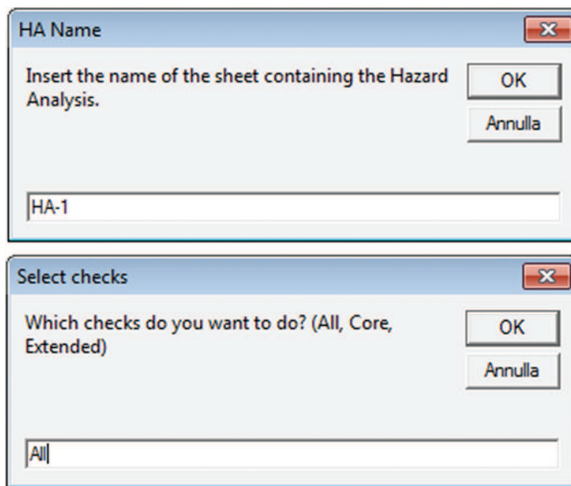 HA Name
Insert the name of the sheet containing the Hazard
Analysis.
OK
Annulla
HA-1
Select checks
Which checks do you want to do? (All, Core,
Extended)
OK
Annulla
All